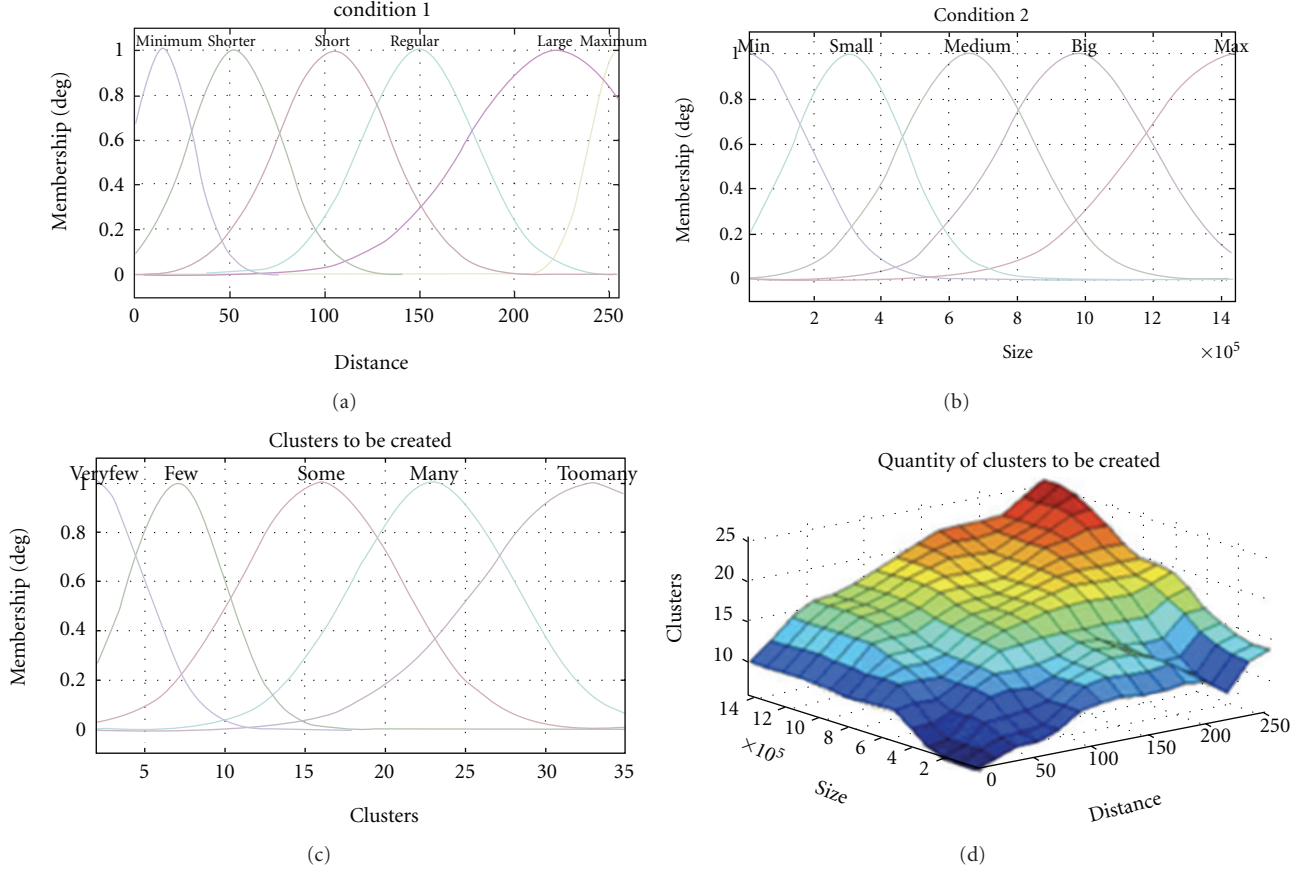 condition 1
Minimum Shorter Short Regular Large Maximum
1
0.8
0.6
0.4
0.2
0
Membership (deg)
0 50 100 150 200 250
Distance
(a)
Condition 2
Min Small Medium Big Max
1
0.8
0.6
0.4
0.2
0
Membership (deg)
2 4 6 8 10 12 14
Size ×10⁵
(b)
Clusters to be created
Veryfew Few Some Many Toomany
1
0.8
0.6
0.4
0.2
0
Membership (deg)
5 10 15 20 25 30 35
Clusters
(c)
Quantity of clusters to be created
25
20
15
10
Clusters
14 12 10 8 6 4 2
×10⁵
Size
0 50 100 150 200 250
Distance
(d)